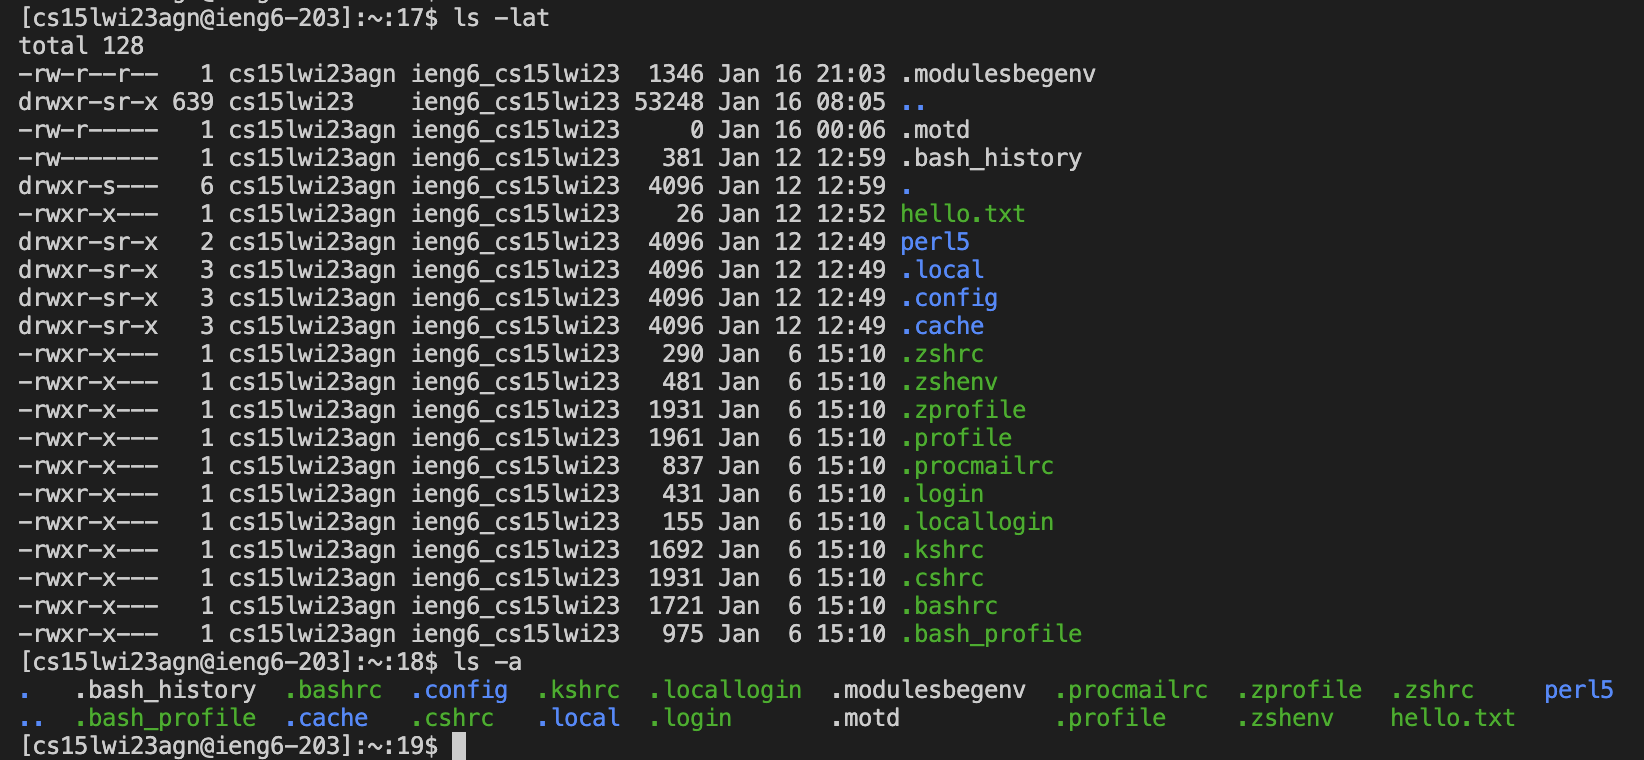 [cs15lwi23agn@ieng6-203]:~:17$ ls -lat
total 128
-rw-r--r--   1 cs15lwi23agn ieng6_cs15lwi23  1346 Jan 16 21:03 .modulesbegenv
drwxr-sr-x 639 cs15lwi23    ieng6_cs15lwi23 53248 Jan 16 08:05 ..
-rw-r-----   1 cs15lwi23agn ieng6_cs15lwi23     0 Jan 16 00:06 .motd
-rw-------   1 cs15lwi23agn ieng6_cs15lwi23   381 Jan 12 12:59 .bash_history
drwxr-s---   6 cs15lwi23agn ieng6_cs15lwi23  4096 Jan 12 12:59 .
-rwxr-x---   1 cs15lwi23agn ieng6_cs15lwi23    26 Jan 12 12:52 hello.txt
drwxr-sr-x   2 cs15lwi23agn ieng6_cs15lwi23  4096 Jan 12 12:49 perl5
drwxr-sr-x   3 cs15lwi23agn ieng6_cs15lwi23  4096 Jan 12 12:49 .local
drwxr-sr-x   3 cs15lwi23agn ieng6_cs15lwi23  4096 Jan 12 12:49 .config
drwxr-sr-x   3 cs15lwi23agn ieng6_cs15lwi23  4096 Jan 12 12:49 .cache
-rwxr-x---   1 cs15lwi23agn ieng6_cs15lwi23   290 Jan  6 15:10 .zshrc
-rwxr-x---   1 cs15lwi23agn ieng6_cs15lwi23   481 Jan  6 15:10 .zshenv
-rwxr-x---   1 cs15lwi23agn ieng6_cs15lwi23  1931 Jan  6 15:10 .zprofile
-rwxr-x---   1 cs15lwi23agn ieng6_cs15lwi23  1961 Jan  6 15:10 .profile
-rwxr-x---   1 cs15lwi23agn ieng6_cs15lwi23   837 Jan  6 15:10 .procmailrc
-rwxr-x---   1 cs15lwi23agn ieng6_cs15lwi23   431 Jan  6 15:10 .login
-rwxr-x---   1 cs15lwi23agn ieng6_cs15lwi23   155 Jan  6 15:10 .locallogin
-rwxr-x---   1 cs15lwi23agn ieng6_cs15lwi23  1692 Jan  6 15:10 .kshrc
-rwxr-x---   1 cs15lwi23agn ieng6_cs15lwi23  1931 Jan  6 15:10 .cshrc
-rwxr-x---   1 cs15lwi23agn ieng6_cs15lwi23  1721 Jan  6 15:10 .bashrc
-rwxr-x---   1 cs15lwi23agn ieng6_cs15lwi23   975 Jan  6 15:10 .bash_profile
[cs15lwi23agn@ieng6-203]:~:18$ ls -a
.   .bash_history  .bashrc  .config  .kshrc  .locallogin  .modulesbegenv  .procmailrc  .zprofile  .zshrc     perl5
..  .bash_profile  .cache   .cshrc   .local  .login       .motd           .profile     .zshenv    hello.txt
[cs15lwi23agn@ieng6-203]:~:19$